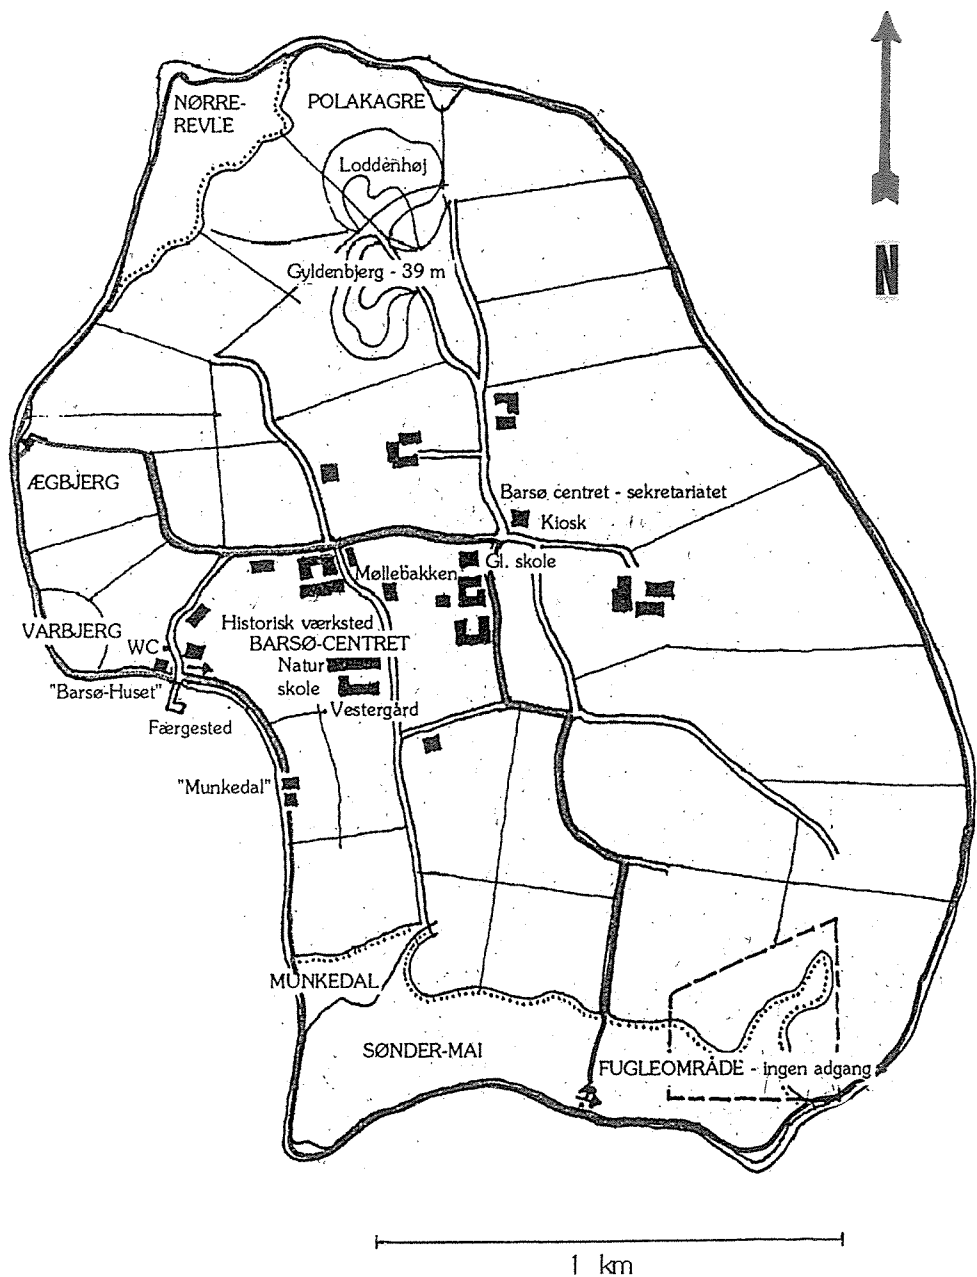 NØRRE-
REVLE
POLAKAGRE
Loddenhøj
Gyldenbjerg - 39 m
N
ÆGBJERG
Barsø centret - sekretariatet
Kiosk
Gl. skole
Møllebakken
Historisk værksted
BARSØ-CENTRET
Natur
skole
Vestergård
VARBJERG
WC
"Barsø-Huset"
Færgested
"Munkedal"
MUNKEDAL
SØNDER-MAI
FUGLEOMRÅDE - ingen adgang
1 km